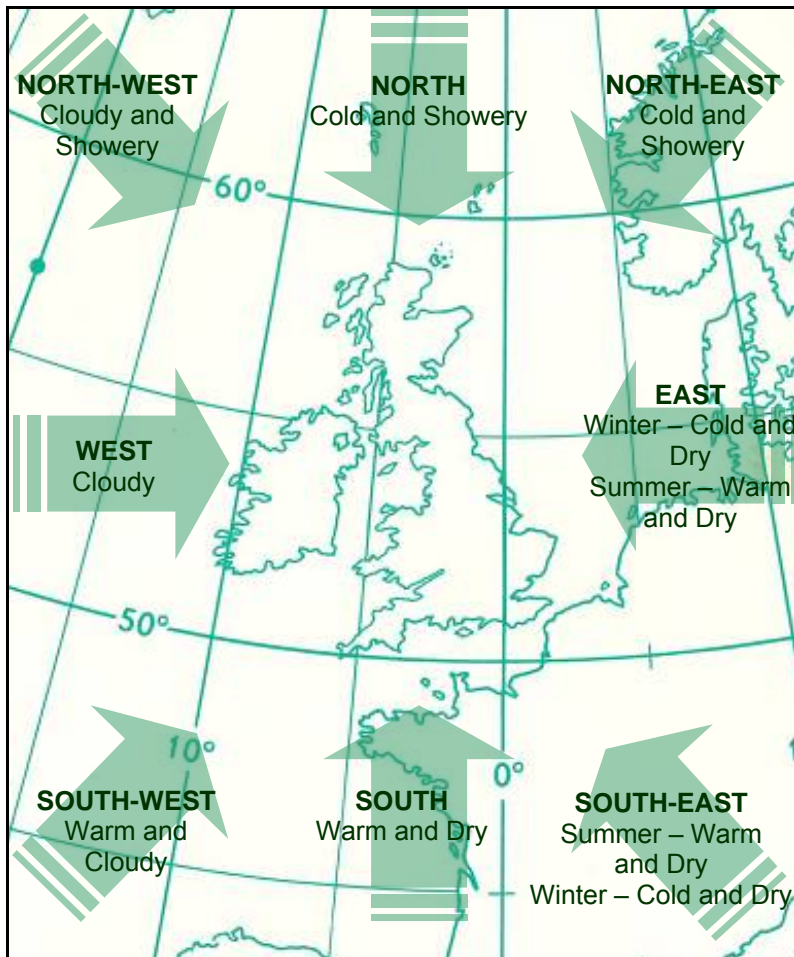 NORTH-WEST
Cloudy and
Showery
NORTH
Cold and Showery
NORTH-EAST
Cold and
Showery
60°
WEST
Cloudy
EAST
Winter – Cold and
Dry
Summer – Warm
and Dry
50°
10°
0°
SOUTH-WEST
Warm and
Cloudy
SOUTH
Warm and Dry
SOUTH-EAST
Summer – Warm
and Dry
Winter – Cold and Dry